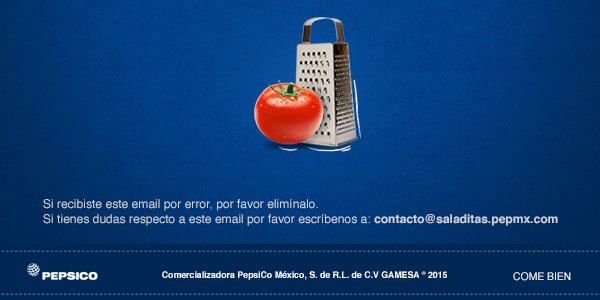 Si recibiste este email por error, por favor elimínalo.
Si tienes dudas respecto a este email por favor escríbenos a: contacto@saladitas.pepmx.com
PEPSICO
Comercializadora PepsiCo México, S. de R.L. de C.V GAMESA ® 2015
COME BIEN